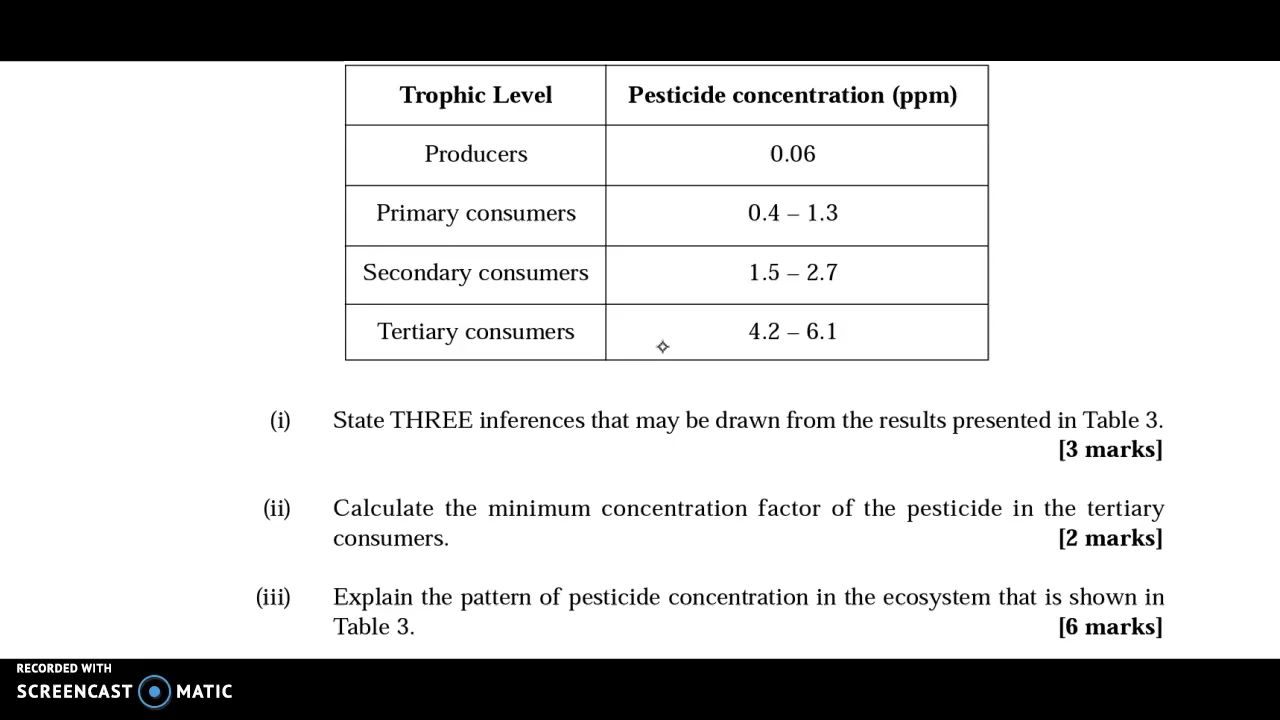 Trophic Level Pesticide concentration (ppm)
Producers 0.06
Primary consumers 0.4 – 1.3
Secondary consumers 1.5 – 2.7
Tertiary consumers 4.2 – 6.1
(i) State THREE inferences that may be drawn from the results presented in Table 3.
[3 marks]
(ii) Calculate the minimum concentration factor of the pesticide in the tertiary
consumers. [2 marks]
(iii) Explain the pattern of pesticide concentration in the ecosystem that is shown in
Table 3. [6 marks]
RECORDED WITH
SCREENCAST MATIC